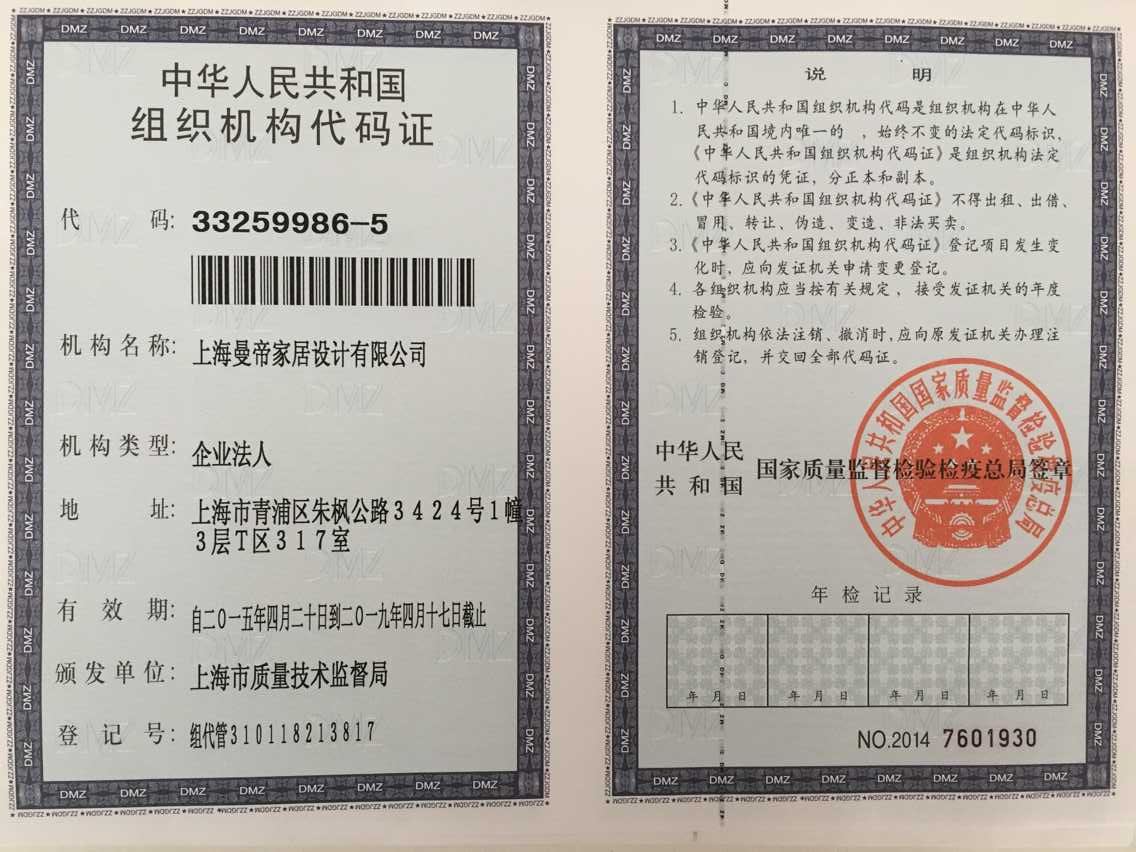 中华人民共和国
组织机构代码证
代 码: 33259986-5
机构名称: 上海曼帝家居设计有限公司
机构类型: 企业法人
地 址: 上海市青浦区朱枫公路3424号1幢
3层T区317室
有 效 期: 自二〇一五年四月二十日到二〇一九年四月十七日截止
颁发单位: 上海市质量技术监督局
登 记 号: 组代管310118213817
说 明
1. 中华人民共和国组织机构代码是组织机构在中华人
民共和国境内唯一的 ,始终不变的法定代码标识、
《中华人民共和国组织机构代码证》是组织机构法定
代码标识的凭证,分正本和副本。
2.《中华人民共和国组织机构代码证》不得出租、出借、
冒用、转让、伪造、变造、非法买卖。
3.《中华人民共和国组织机构代码证》登记项目发生变
化时,应向发证机关申请变更登记。
4. 各组织机构应当按有关规定,接受发证机关的年度
检验。
5. 组织机构依法注销、撤消时,应向原发证机关办理注
销登记,并交回全部代码证。
中华人民共和国国家质量监督检验检疫总局
中华人民
共和国 国家质量监督检验检疫总局签章
年检记录
年 月 日 年 月 日 年 月 日 年 月 日
NO.2014 7601930